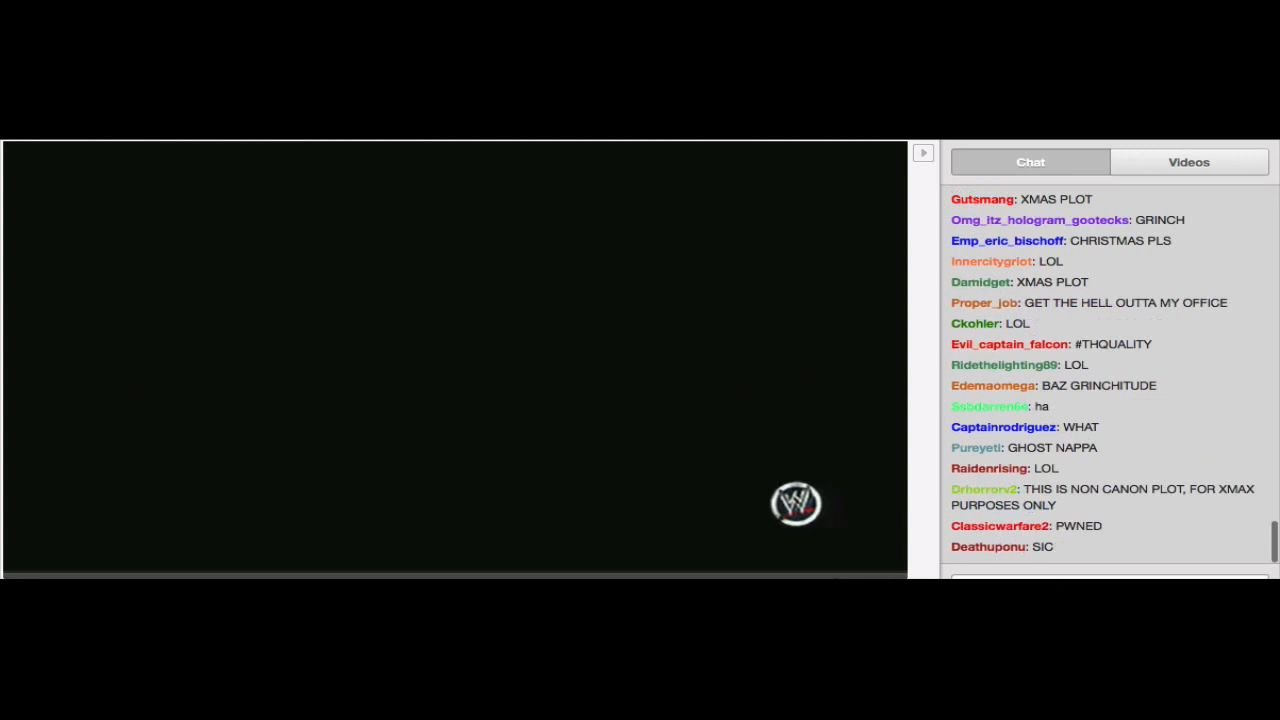 Chat
Videos
Gutsmang: XMAS PLOT
Omg_itz_hologram_gootecks: GRINCH
Emp_eric_bischoff: CHRISTMAS PLS
Innercitygriot: LOL
Damidget: XMAS PLOT
Proper_job: GET THE HELL OUTTA MY OFFICE
Ckohler: LOL
Evil_captain_falcon: #THQUALITY
Ridethelighting89: LOL
Edemaomega: BAZ GRINCHITUDE
Ssbdarren64: ha
Captainrodriguez: WHAT
Pureyeti: GHOST NAPPA
Raidenrising: LOL
Drhorrorv2: THIS IS NON CANON PLOT, FOR XMAX
PURPOSES ONLY
Classicwarfare2: PWNED
Deathuponu: SIC
W